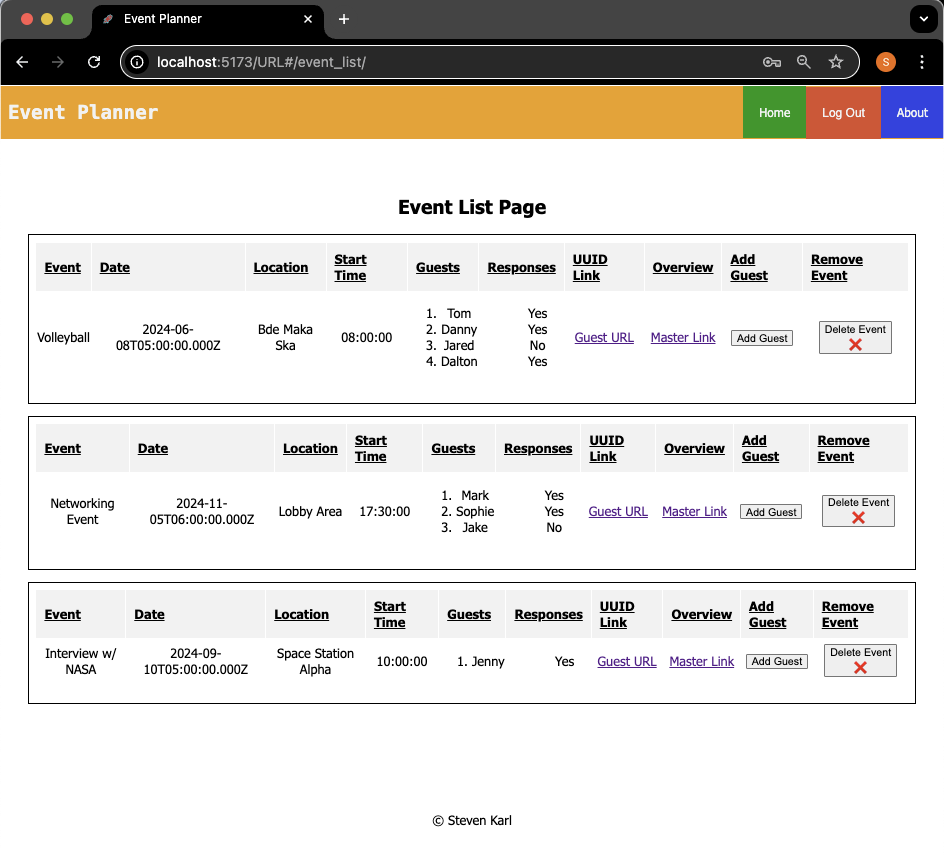 Event Planner
localhost:5173/URL#/event_list/
S
Event Planner
Home
Log Out
About
Event List Page
Event Date Location Start Time Guests Responses UUID Link Overview Add Guest Remove Event
Volleyball 2024-06-08T05:00:00.000Z Bde Maka Ska 08:00:00
1. Tom Yes
2. Danny Yes
3. Jared No
4. Dalton Yes
Guest URL Master Link Add Guest Delete Event ❌
Event Date Location Start Time Guests Responses UUID Link Overview Add Guest Remove Event
Networking Event 2024-11-05T06:00:00.000Z Lobby Area 17:30:00
1. Mark Yes
2. Sophie Yes
3. Jake No
Guest URL Master Link Add Guest Delete Event ❌
Event Date Location Start Time Guests Responses UUID Link Overview Add Guest Remove Event
Interview w/ NASA 2024-09-10T05:00:00.000Z Space Station Alpha 10:00:00
1. Jenny Yes
Guest URL Master Link Add Guest Delete Event ❌
© Steven Karl